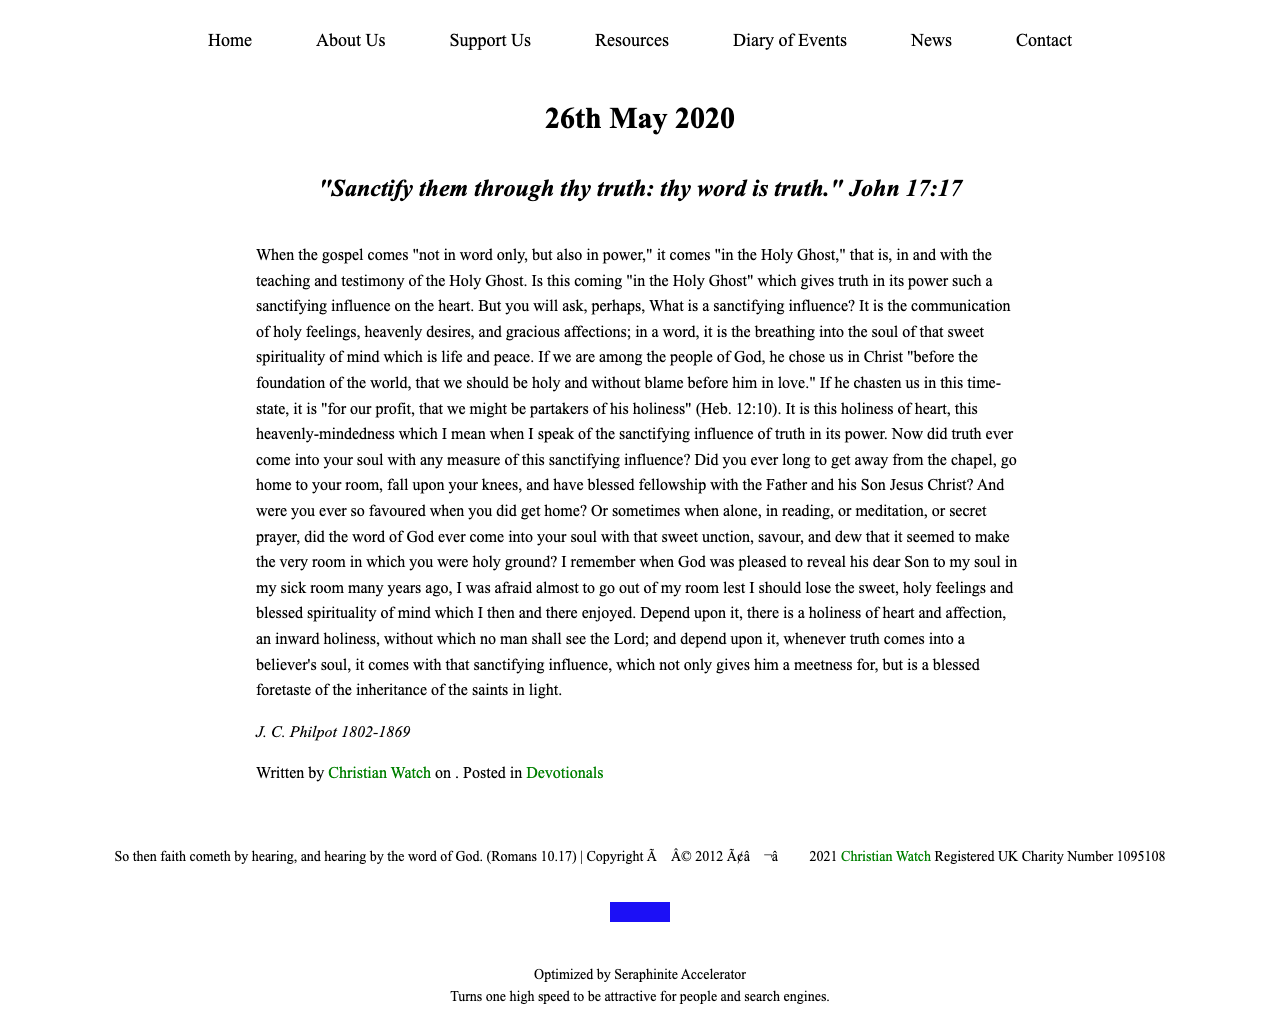 Home About Us Support Us Resources Diary of Events News Contact
26th May 2020
"Sanctify them through thy truth: thy word is truth." John 17:17
When the gospel comes "not in word only, but also in power," it comes "in the Holy Ghost," that is, in and with the
teaching and testimony of the Holy Ghost. Is this coming "in the Holy Ghost" which gives truth in its power such a
sanctifying influence on the heart. But you will ask, perhaps, What is a sanctifying influence? It is the communication
of holy feelings, heavenly desires, and gracious affections; in a word, it is the breathing into the soul of that sweet
spirituality of mind which is life and peace. If we are among the people of God, he chose us in Christ "before the
foundation of the world, that we should be holy and without blame before him in love." If he chasten us in this time-
state, it is "for our profit, that we might be partakers of his holiness" (Heb. 12:10). It is this holiness of heart, this
heavenly-mindedness which I mean when I speak of the sanctifying influence of truth in its power. Now did truth ever
come into your soul with any measure of this sanctifying influence? Did you ever long to get away from the chapel, go
home to your room, fall upon your knees, and have blessed fellowship with the Father and his Son Jesus Christ? And
were you ever so favoured when you did get home? Or sometimes when alone, in reading, or meditation, or secret
prayer, did the word of God ever come into your soul with that sweet unction, savour, and dew that it seemed to make
the very room in which you were holy ground? I remember when God was pleased to reveal his dear Son to my soul in
my sick room many years ago, I was afraid almost to go out of my room lest I should lose the sweet, holy feelings and
blessed spirituality of mind which I then and there enjoyed. Depend upon it, there is a holiness of heart and affection,
an inward holiness, without which no man shall see the Lord; and depend upon it, whenever truth comes into a
believer's soul, it comes with that sanctifying influence, which not only gives him a meetness for, but is a blessed
foretaste of the inheritance of the saints in light.
J. C. Philpot 1802-1869
Written by Christian Watch on . Posted in Devotionals
So then faith cometh by hearing, and hearing by the word of God. (Romans 10.17) | Copyright Ã Â© 2012 Ã¢â ¬â 2021 Christian Watch Registered UK Charity Number 1095108
Optimized by Seraphinite Accelerator
Turns one high speed to be attractive for people and search engines.